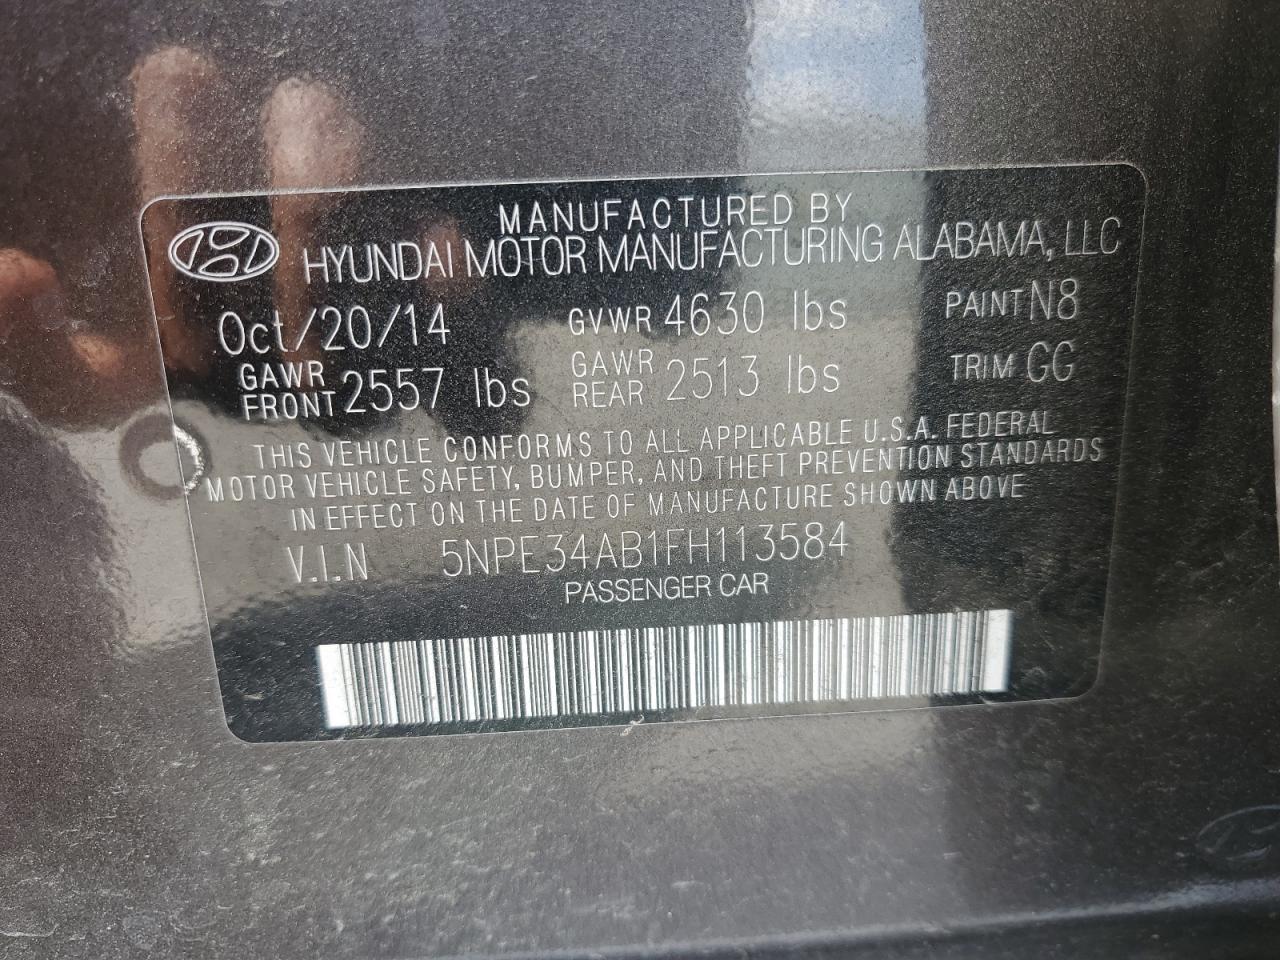 MANUFACTURED BY
HYUNDAI MOTOR MANUFACTURING ALABAMA, LLC
Oct/20/14 GVWR 4630 lbs PAINT N8
GAWR FRONT 2557 lbs GAWR REAR 2513 lbs TRIM GG
THIS VEHICLE CONFORMS TO ALL APPLICABLE U.S.A. FEDERAL
MOTOR VEHICLE SAFETY, BUMPER, AND THEFT PREVENTION STANDARDS
IN EFFECT ON THE DATE OF MANUFACTURE SHOWN ABOVE
V.I.N 5NPE34AB1FH113584
PASSENGER CAR